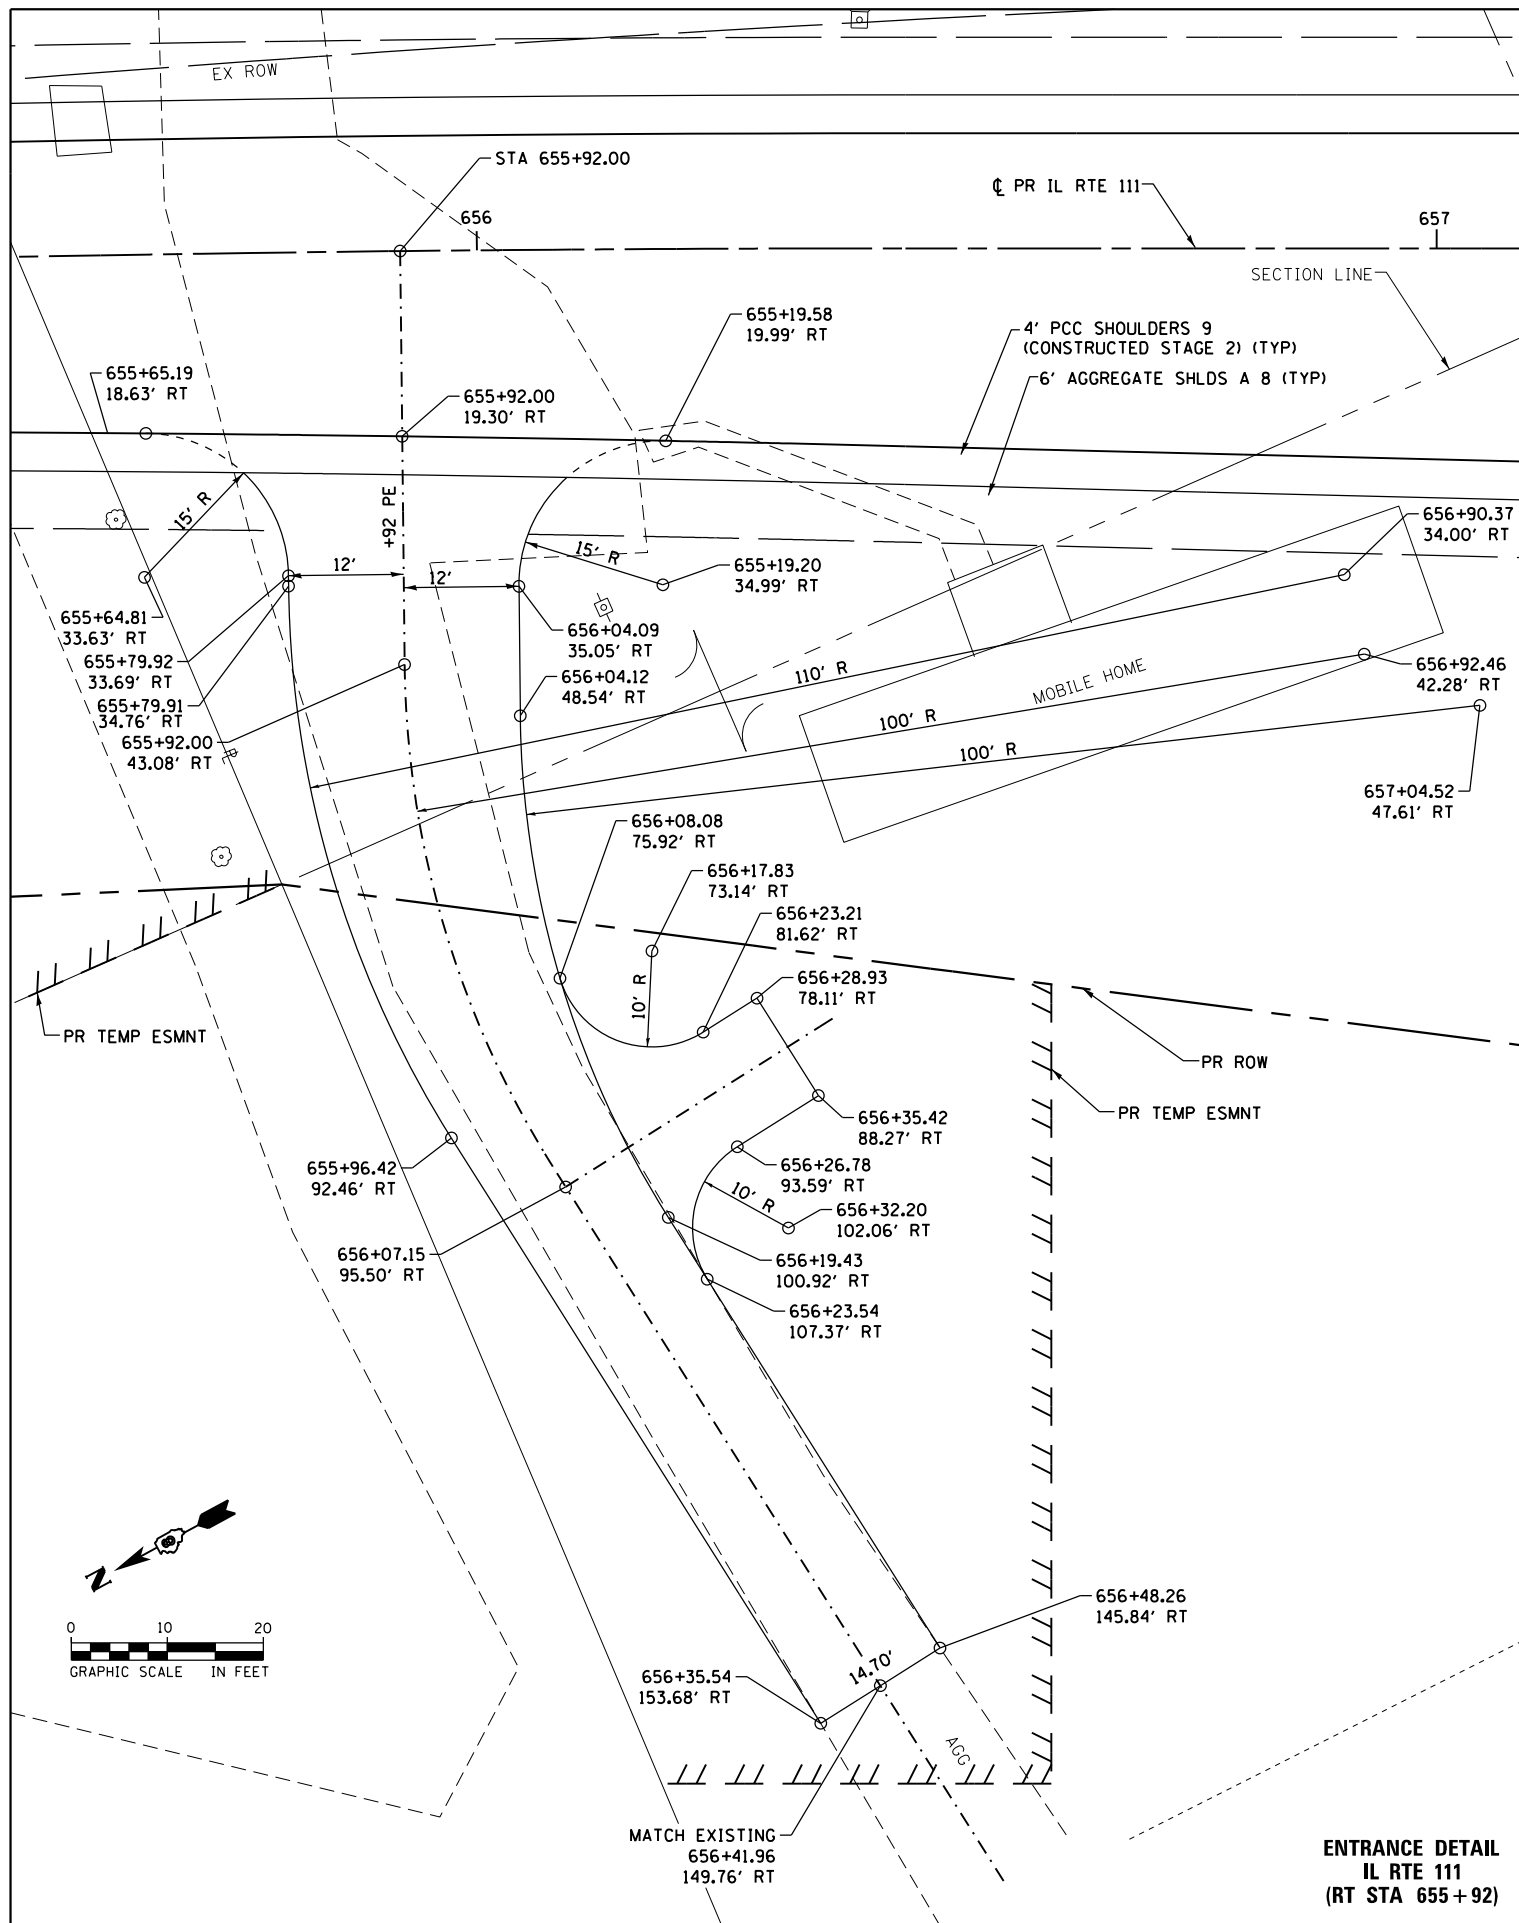 EX ROW
STA 655+92.00
℄ PR IL RTE 111
656
657
SECTION LINE
655+19.58
19.99' RT
4' PCC SHOULDERS 9
(CONSTRUCTED STAGE 2) (TYP)
6' AGGREGATE SHLDS A 8 (TYP)
655+65.19
18.63' RT
655+92.00
19.30' RT
+92 PE
15' R
656+90.37
34.00' RT
15' R
12'
12'
655+19.20
34.99' RT
655+64.81
33.63' RT
656+04.09
35.05' RT
655+79.92
33.69' RT
656+04.12
48.54' RT
110' R
MOBILE HOME
656+92.46
42.28' RT
655+79.91
34.76' RT
100' R
655+92.00
43.08' RT
100' R
657+04.52
47.61' RT
656+08.08
75.92' RT
656+17.83
73.14' RT
656+23.21
81.62' RT
10' R
656+28.93
78.11' RT
PR TEMP ESMNT
PR ROW
PR TEMP ESMNT
656+35.42
88.27' RT
655+96.42
92.46' RT
656+26.78
93.59' RT
10' R
656+32.20
102.06' RT
656+07.15
95.50' RT
656+19.43
100.92' RT
656+23.54
107.37' RT
N
0 10 20
GRAPHIC SCALE IN FEET
656+48.26
145.84' RT
14.70'
656+35.54
153.68' RT
AGG
MATCH EXISTING
656+41.96
149.76' RT
ENTRANCE DETAIL
IL RTE 111
(RT STA 655+92)